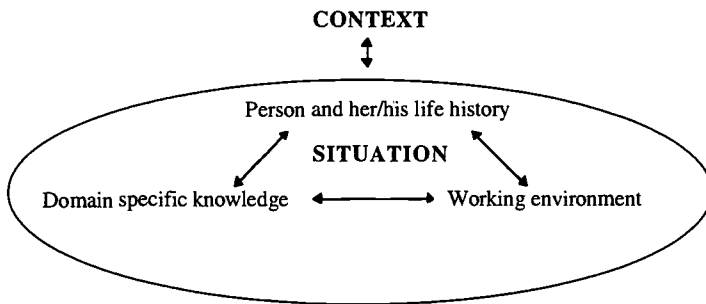 CONTEXT
Person and her/his life history
SITUATION
Domain specific knowledge
Working environment